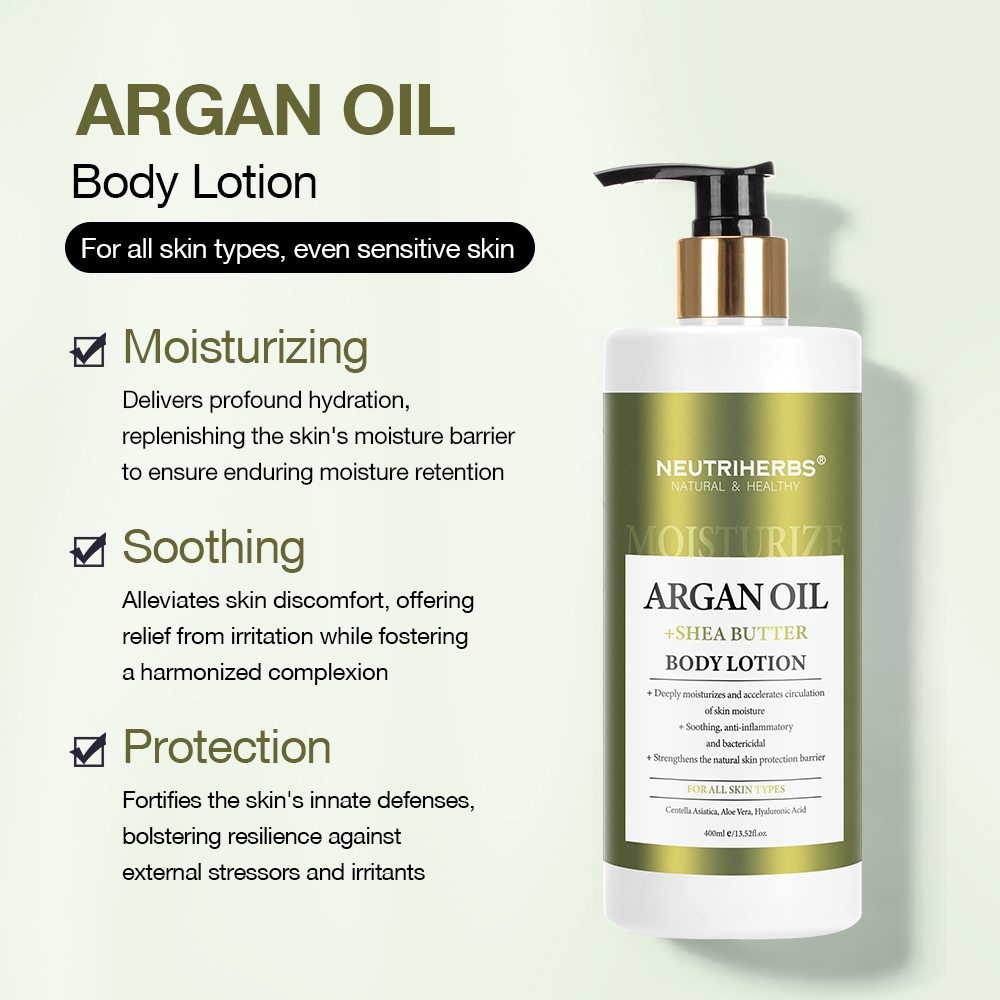 ARGAN OIL
Body Lotion
For all skin types, even sensitive skin
Moisturizing
Delivers profound hydration,
replenishing the skin's moisture barrier
to ensure enduring moisture retention
Soothing
Alleviates skin discomfort, offering
relief from irritation while fostering
a harmonized complexion
Protection
Fortifies the skin's innate defenses,
bolstering resilience against
external stressors and irritants
NEUTRIHERBS®
NATURAL & HEALTHY
MOISTURIZE
ARGAN OIL
+SHEA BUTTER
BODY LOTION
+ Deeply moisturizes and accelerates circulation
of skin moisture
+ Soothing, anti-inflammatory
and bactericidal
+ Strengthens the natural skin protection barrier
FOR ALL SKIN TYPES
Centella Asiatica, Aloe Vera, Hyaluronic Acid
400ml e/13.52fl.oz.